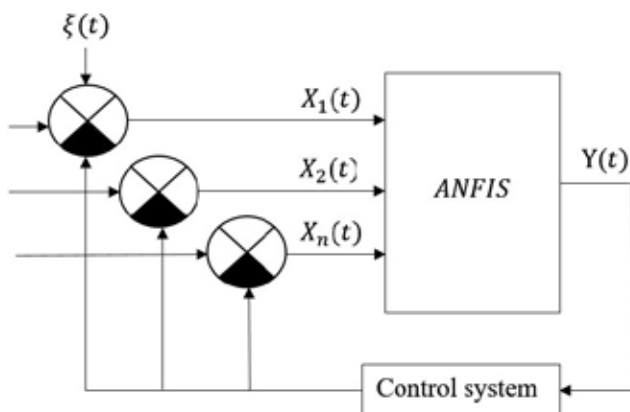 ξ(t)
X₁(t)
X₂(t)
Xₙ(t)
ANFIS
Y(t)
Control system